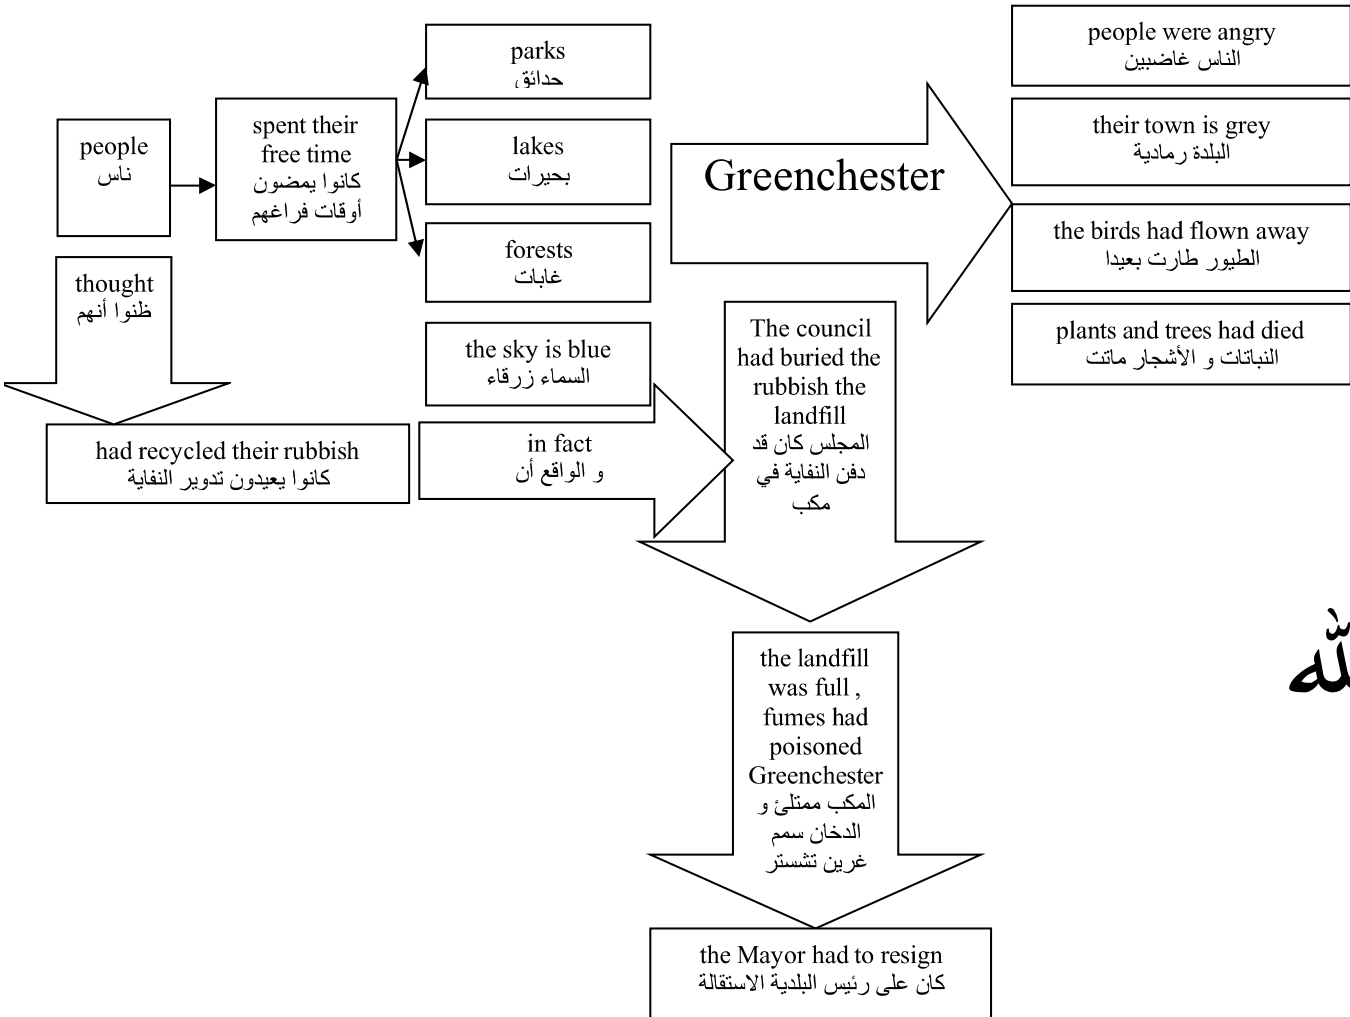 people
ناس
spent their
free time
كانوا يمضون
أوقات فراغهم
parks
حدائق
lakes
بحيرات
forests
غابات
the sky is blue
السماء زرقاء
Greenchester
people were angry
الناس غاضبين
their town is grey
البلدة رمادية
the birds had flown away
الطيور طارت بعيدا
plants and trees had died
النباتات و الأشجار ماتت
thought
ظنوا أنهم
had recycled their rubbish
كانوا يعيدون تدوير النفاية
in fact
و الواقع أن
The council
had buried the
rubbish the
landfill
المجلس كان قد
دفن النفاية في
مكب
the landfill
was full ,
fumes had
poisoned
Greenchester
المكب ممتلئ و
الدخان سمم
غرين تشستر
the Mayor had to resign
كان على رئيس البلدية الاستقالة